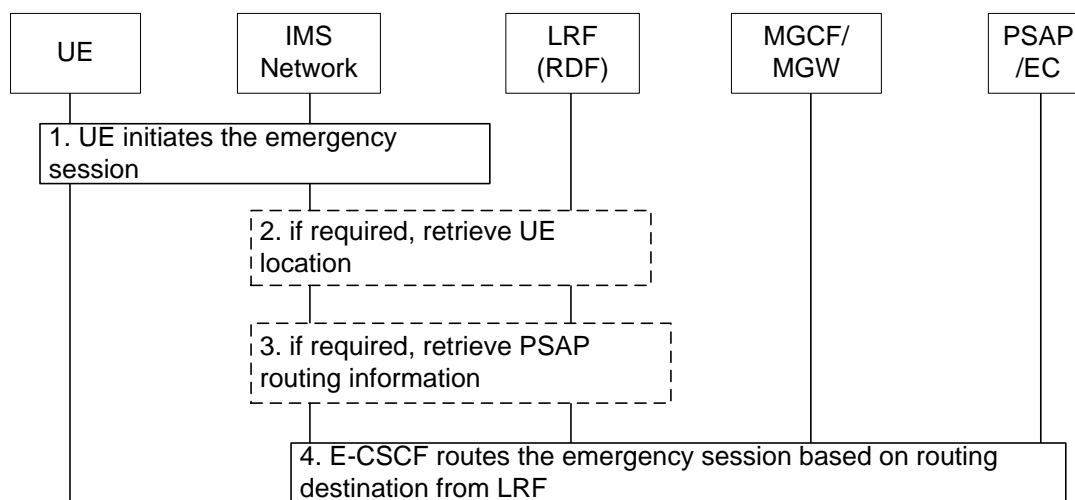 UE
IMS
Network
LRF
(RDF)
MGCF/
MGW
PSAP
/EC
1. UE initiates the emergency
session
2. if required, retrieve UE
location
3. if required, retrieve PSAP
routing information
4. E-CSCF routes the emergency session based on routing
destination from LRF